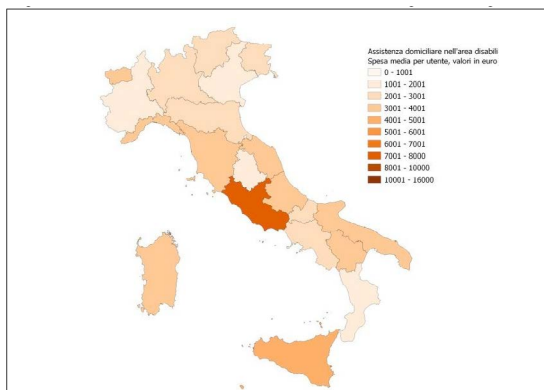 Assistenza domiciliare nell'area disabili
Spesa media per utente, valori in euro
0 - 1001
1001 - 2001
2001 - 3001
3001 - 4001
4001 - 5001
5001 - 6001
6001 - 7001
7001 - 8000
8001 - 10000
10001 - 16000